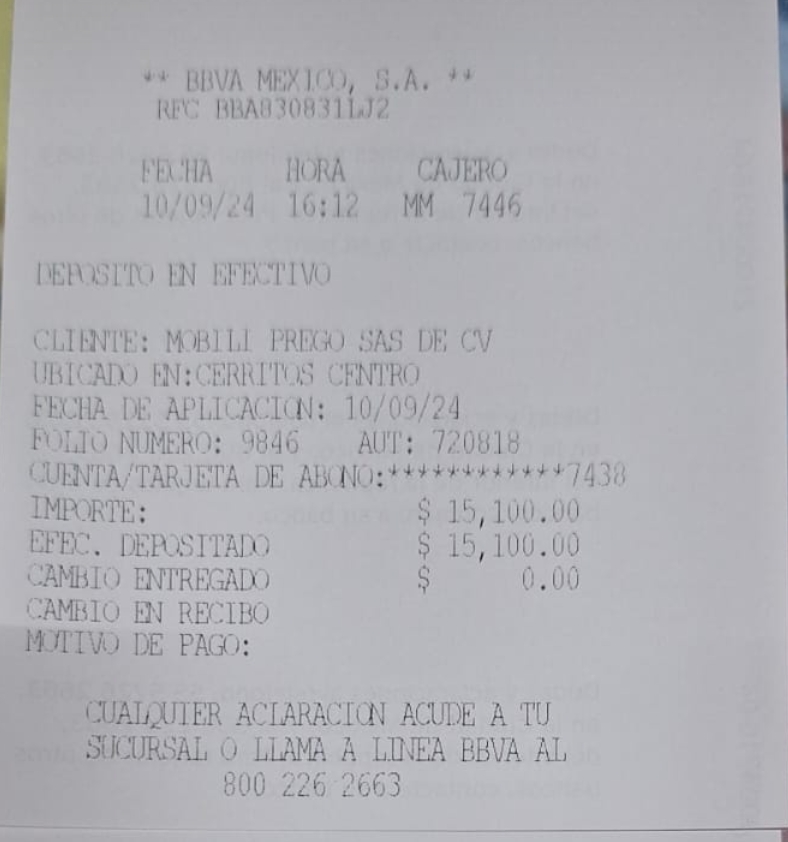 ** BBVA MEXICO, S.A. **
RFC BBA830831LJ2
FECHA HORA CAJERO
10/09/24 16:12 MM 7446
DEPOSITO EN EFECTIVO
CLIENTE: MOBILI PREGO SAS DE CV
UBICADO EN:CERRITOS CENTRO
FECHA DE APLICACION: 10/09/24
FOLIO NUMERO: 9846 AUT: 720818
CUENTA/TARJETA DE ABONO:************7438
IMPORTE: $ 15,100.00
EFEC. DEPOSITADO $ 15,100.00
CAMBIO ENTREGADO $ 0.00
CAMBIO EN RECIBO
MOTIVO DE PAGO:
CUALQUIER ACLARACION ACUDE A TU
SUCURSAL O LLAMA A LINEA BBVA AL
800 226 2663